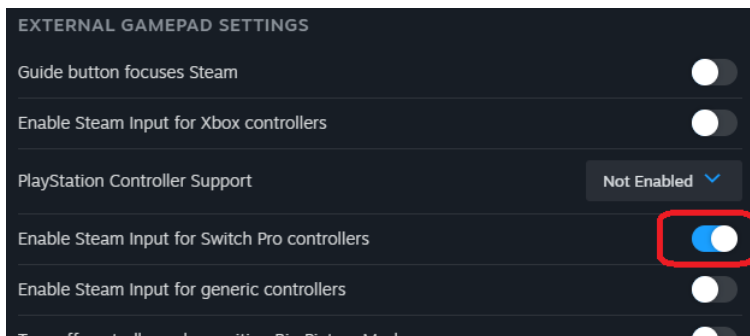 EXTERNAL GAMEPAD SETTINGS
Guide button focuses Steam
Enable Steam Input for Xbox controllers
PlayStation Controller Support Not Enabled
Enable Steam Input for Switch Pro controllers
Enable Steam Input for generic controllers